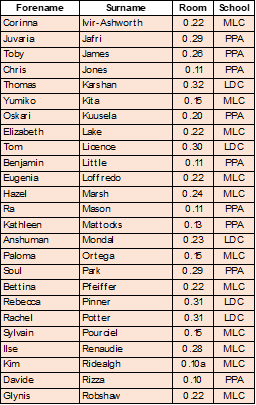 Forename Surname Room School
Corinna Ivir-Ashworth 0.22 MLC
Juvaria Jafri 0.29 PPA
Toby James 0.26 PPA
Chris Jones 0.11 PPA
Thomas Karshan 0.32 LDC
Yumiko Kita 0.15 MLC
Oskari Kuusela 0.20 PPA
Elizabeth Lake 0.22 MLC
Tom Licence 0.30 LDC
Benjamin Little 0.11 PPA
Eugenia Loffredo 0.22 MLC
Hazel Marsh 0.24 MLC
Ra Mason 0.11 PPA
Kathleen Mattocks 0.13 PPA
Anshuman Mondal 0.23 LDC
Paloma Ortega 0.15 MLC
Soul Park 0.29 PPA
Bettina Pfeiffer 0.22 MLC
Rebecca Pinner 0.31 LDC
Rachel Potter 0.31 LDC
Sylvain Pourciel 0.15 MLC
Ilse Renaudie 0.28 MLC
Kim Ridealgh 0.10a MLC
Davide Rizza 0.10 PPA
Glynis Robshaw 0.22 MLC